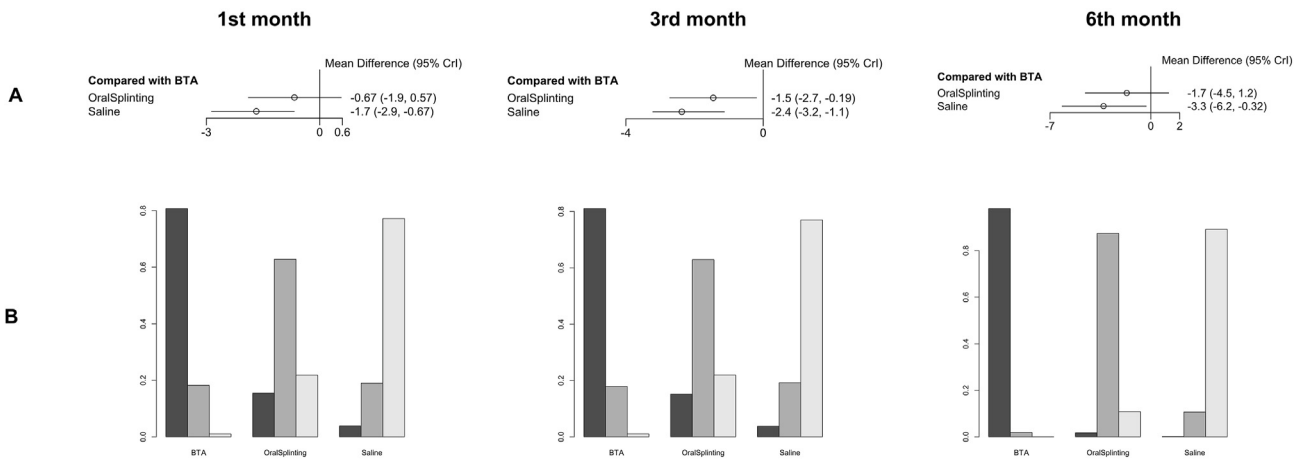 1st month
3rd month
6th month
A
Mean Difference (95% CrI)
Compared with BTA
OralSplinting
-0.67 (-1.9, 0.57)
Saline
-1.7 (-2.9, -0.67)
-3
0
0.6
Mean Difference (95% CrI)
Compared with BTA
OralSplinting
-1.5 (-2.7, -0.19)
Saline
-2.4 (-3.2, -1.1)
-4
0
Mean Difference (95% CrI)
Compared with BTA
OralSplinting
-1.7 (-4.5, 1.2)
Saline
-3.3 (-6.2, -0.32)
-7
0
2
B
0.8
0.6
0.4
0.2
0.0
BTA
OralSplinting
Saline
0.8
0.6
0.4
0.2
0.0
BTA
OralSplinting
Saline
0.8
0.6
0.4
0.2
0.0
BTA
OralSplinting
Saline